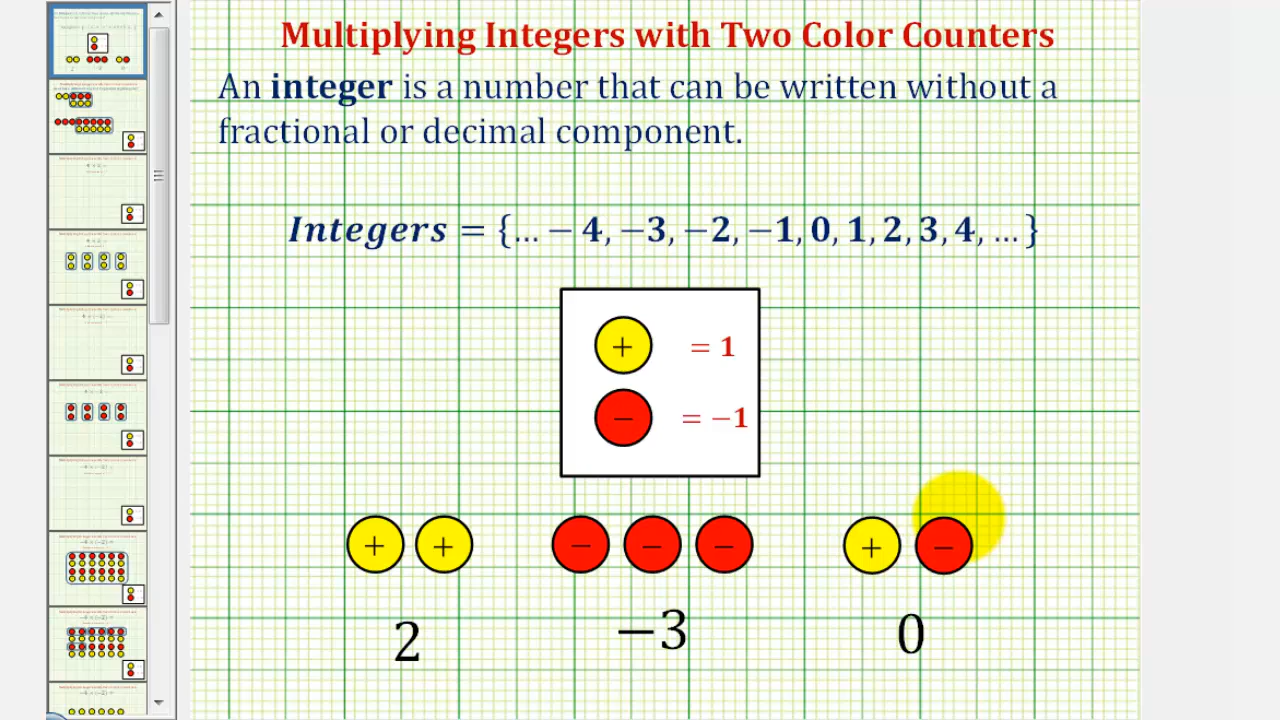 Multiplying Integers with Two Color Counters
An integer is a number that can be written without a
fractional or decimal component.
Integers = {… − 4, −3, −2, −1, 0, 1, 2, 3, 4, … }
+ = 1
− = −1
+ + − − − + −
2 −3 0